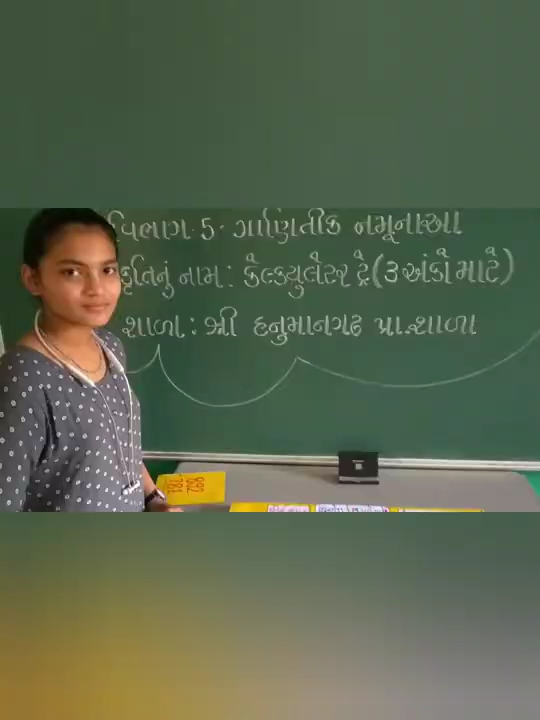 વિભાગ-5- ગાણિતીક નમૂનાઓ
કૃતિનું નામ: કેલ્ક્યુલેટર ટ્રે (૩ અંકો માટે)
શાળા: શ્રી હનુમાનગઢ પ્રા.શાળા